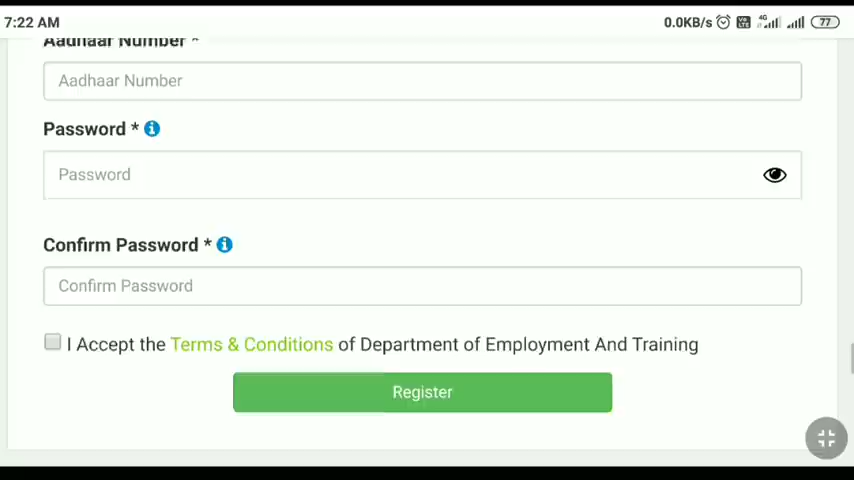 7:22 AM
0.0KB/s
4G
77
Aadhaar Number *
Aadhaar Number
Password *
Password
Confirm Password *
Confirm Password
I Accept the Terms & Conditions of Department of Employment And Training
Register